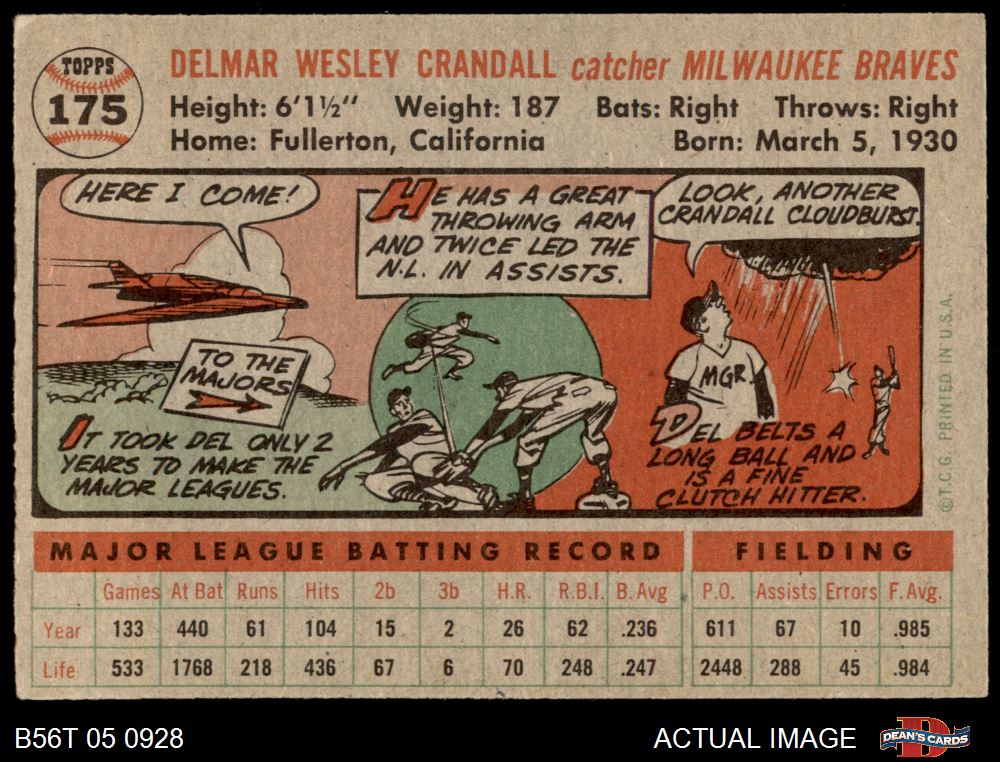 TOPPS
175
DELMAR WESLEY CRANDALL catcher MILWAUKEE BRAVES
Height: 6'1½" Weight: 187 Bats: Right Throws: Right
Home: Fullerton, California Born: March 5, 1930
HERE I COME!
TO THE
MAJORS
IT TOOK DEL ONLY 2
YEARS TO MAKE THE
MAJOR LEAGUES.
HE HAS A GREAT
THROWING ARM
AND TWICE LED THE
N.L. IN ASSISTS.
LOOK, ANOTHER
CRANDALL CLOUDBURST.
MGR.
DEL BELTS A
LONG BALL AND
IS A FINE
CLUTCH HITTER.
©T.C.G. PRINTED IN U.S.A.
MAJOR LEAGUE BATTING RECORD FIELDING
Games At Bat Runs Hits 2b 3b H.R. R.B.I. B. Avg P.O. Assists Errors F. Avg.
Year 133 440 61 104 15 2 26 62 .236 611 67 10 .985
Life 533 1768 218 436 67 6 70 248 .247 2448 288 45 .984
B56T 05 0928 ACTUAL IMAGE
D
DEAN'S CARDS